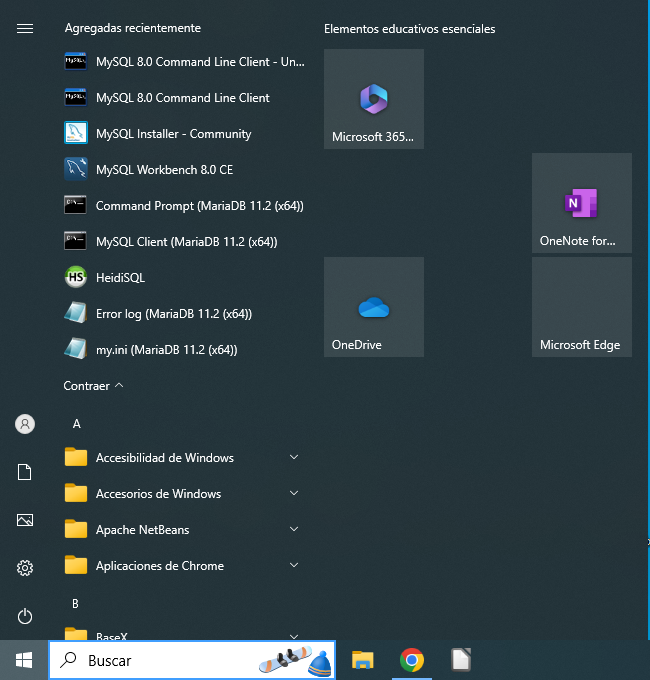 Agregadas recientemente
MySQL 8.0 Command Line Client - Un...
MySQL 8.0 Command Line Client
MySQL Installer - Community
MySQL Workbench 8.0 CE
Command Prompt (MariaDB 11.2 (x64))
MySQL Client (MariaDB 11.2 (x64))
HS HeidiSQL
Error log (MariaDB 11.2 (x64))
my.ini (MariaDB 11.2 (x64))
Contraer
A
Accesibilidad de Windows
Accesorios de Windows
Apache NetBeans
Aplicaciones de Chrome
B
BaseX
Elementos educativos esenciales
Microsoft 365...
N
OneNote for...
OneDrive
Microsoft Edge
Buscar